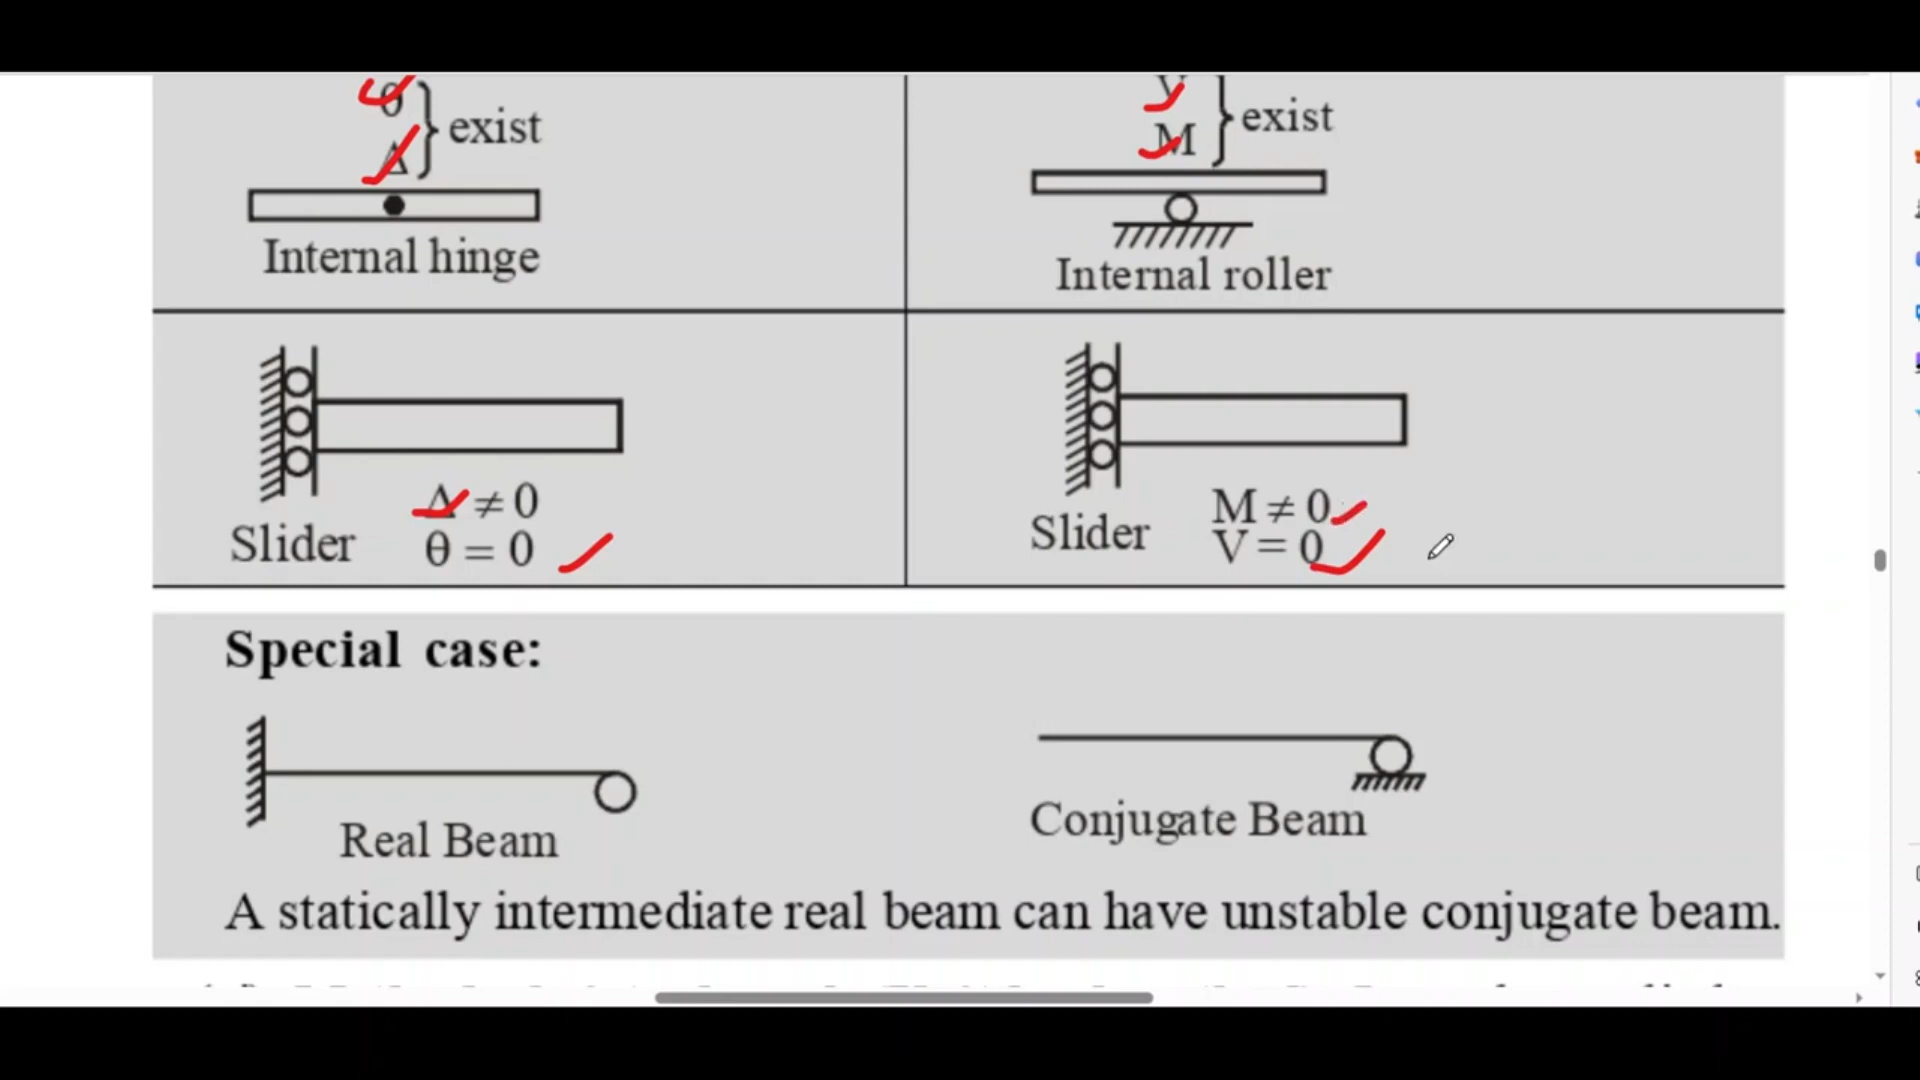 θ
Δ
exist
Internal hinge
V
M
exist
Internal roller
Slider
Δ ≠ 0
θ = 0
Slider
M ≠ 0
V = 0
Special case:
Real Beam
Conjugate Beam
A statically intermediate real beam can have unstable conjugate beam.